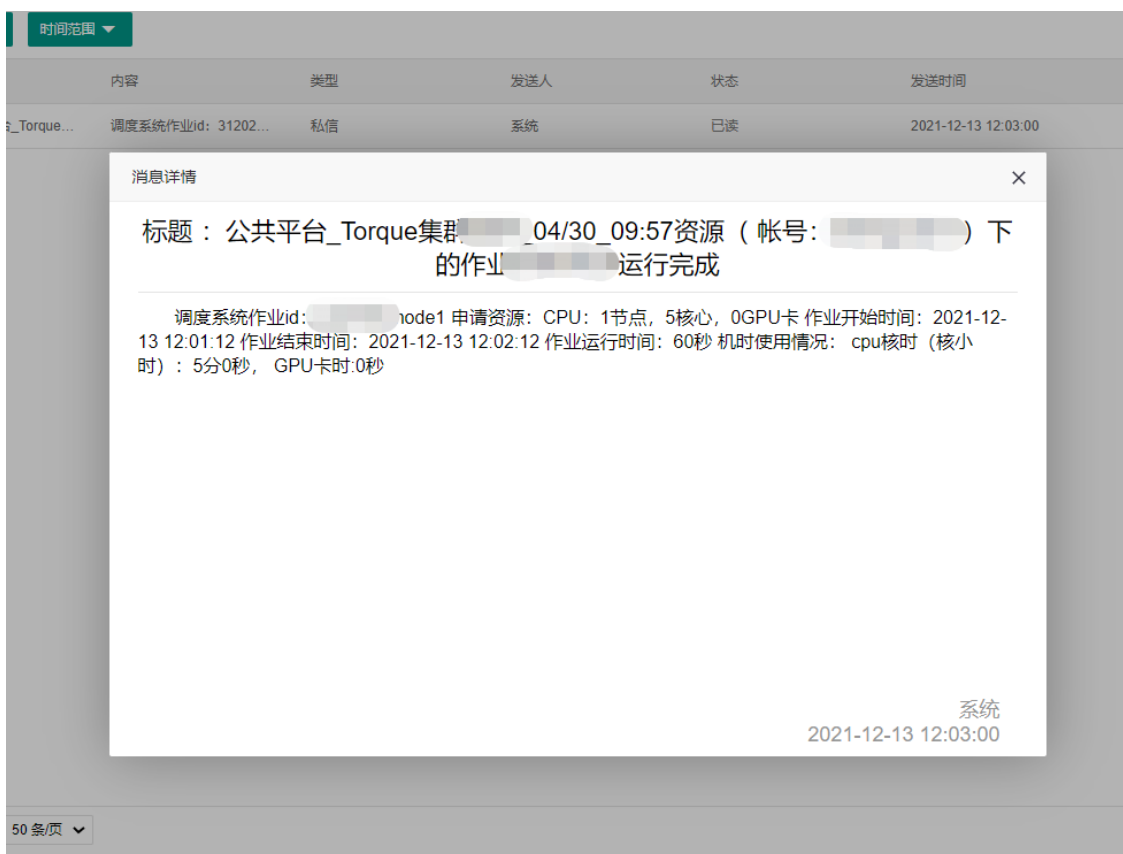 时间范围
内容 类型 发送人 状态 发送时间
_Torque... 调度系统作业id：31202... 私信 系统 已读 2021-12-13 12:03:00
消息详情
标题 ： 公共平台_Torque集群 _04/30_09:57资源 （ 帐号： ）下
的作业 运行完成
调度系统作业id: node1 申请资源：CPU：1节点，5核心，0GPU卡 作业开始时间：2021-12-
13 12:01:12 作业结束时间：2021-12-13 12:02:12 作业运行时间：60秒 机时使用情况： cpu核时（核小
时）：5分0秒， GPU卡时:0秒
系统
2021-12-13 12:03:00
50 条/页